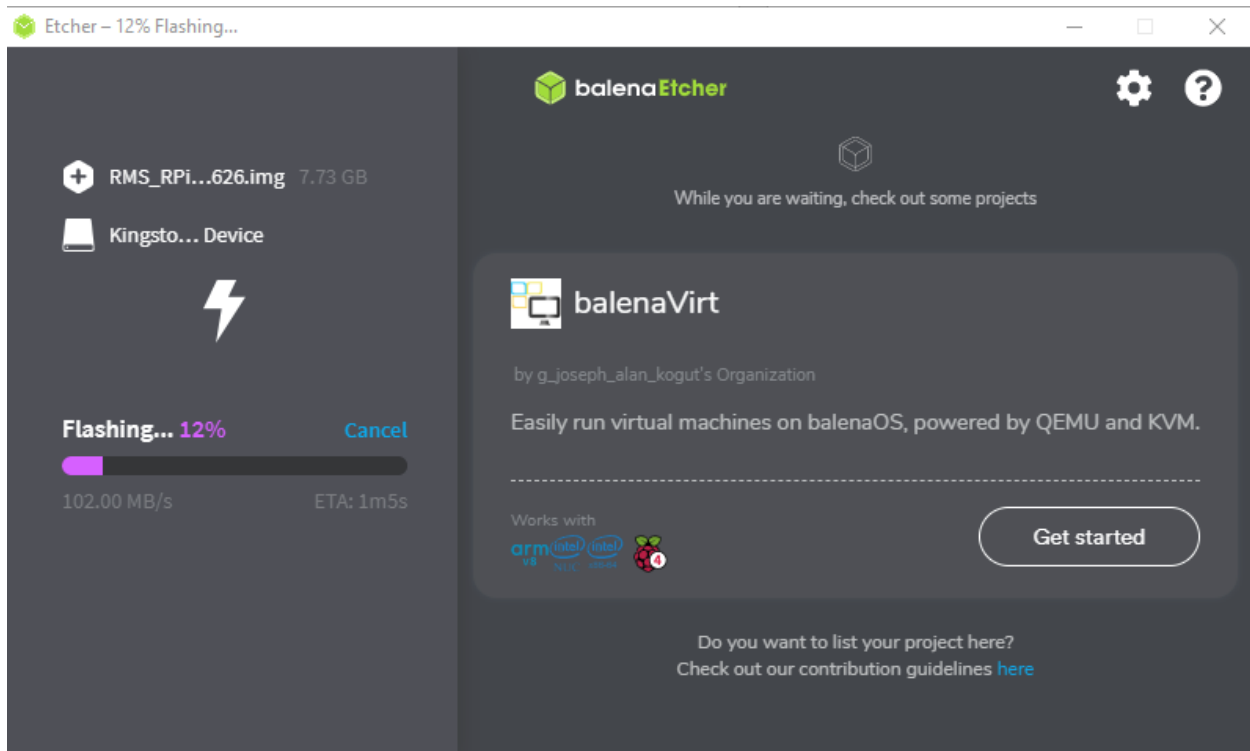 Etcher – 12% Flashing...
balenaEtcher
RMS_RPi...626.img 7.73 GB
Kingsto... Device
Flashing... 12% Cancel
102.00 MB/s ETA: 1m5s
While you are waiting, check out some projects
balenaVirt
by g_joseph_alan_kogut's Organization
Easily run virtual machines on balenaOS, powered by QEMU and KVM.
Works with
arm intel intel
v8
4
Get started
Do you want to list your project here?
Check out our contribution guidelines here